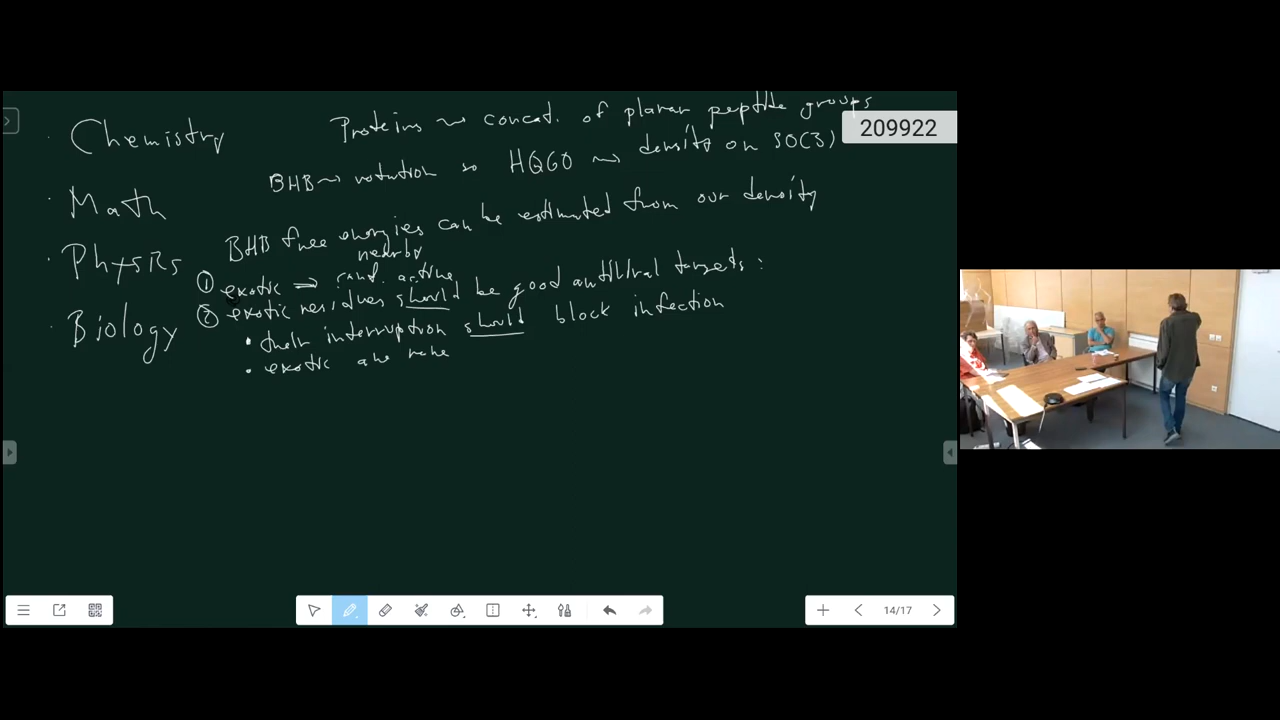 · Chemistry
Proteins ⇝ concat. of planar peptide groups
209922
BHB ⇝ rotation so HQ60 ⇝ density on SO(3)
· Math
BHB free energies can be estimated from our density
· Physics
nearby
① exotic ⇒ conf. active
② exotic residues should be good antiviral targets:
· Biology
• their interruption should block infection
• exotic are rare
14/17